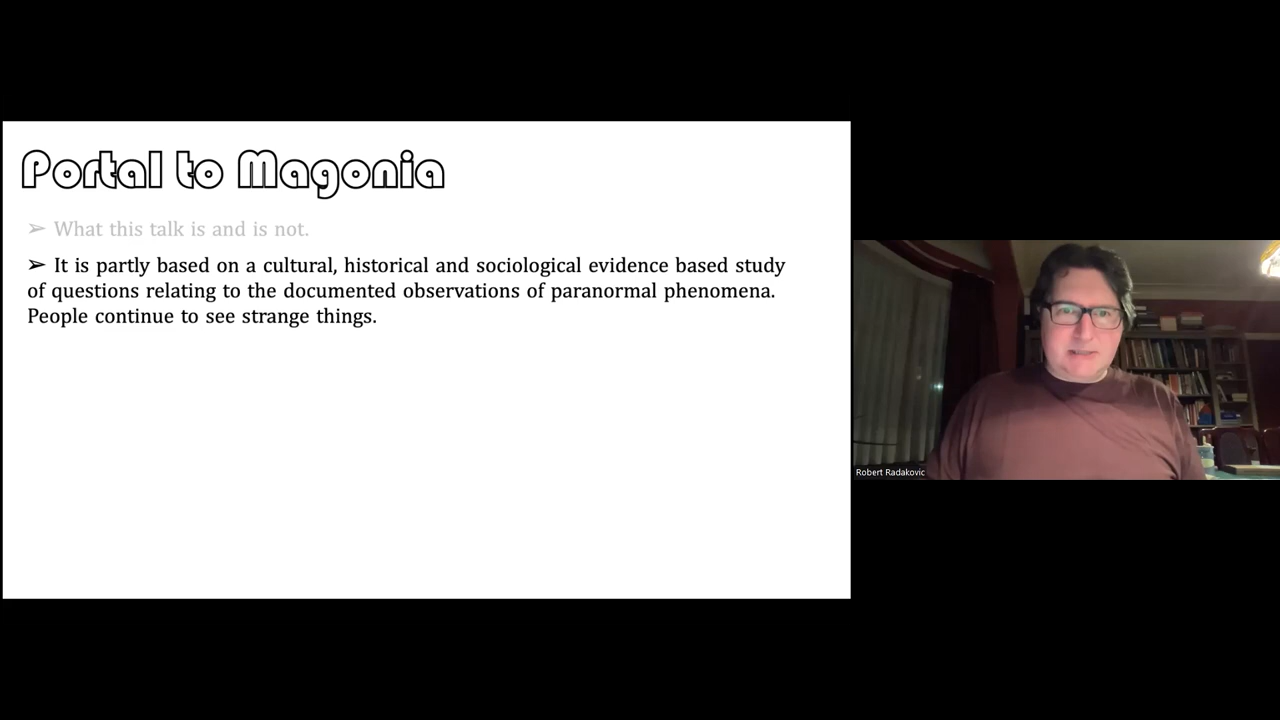 Portal to Magonia
➢ What this talk is and is not.
➢ It is partly based on a cultural, historical and sociological evidence based study
of questions relating to the documented observations of paranormal phenomena.
People continue to see strange things.
Robert Radakovic